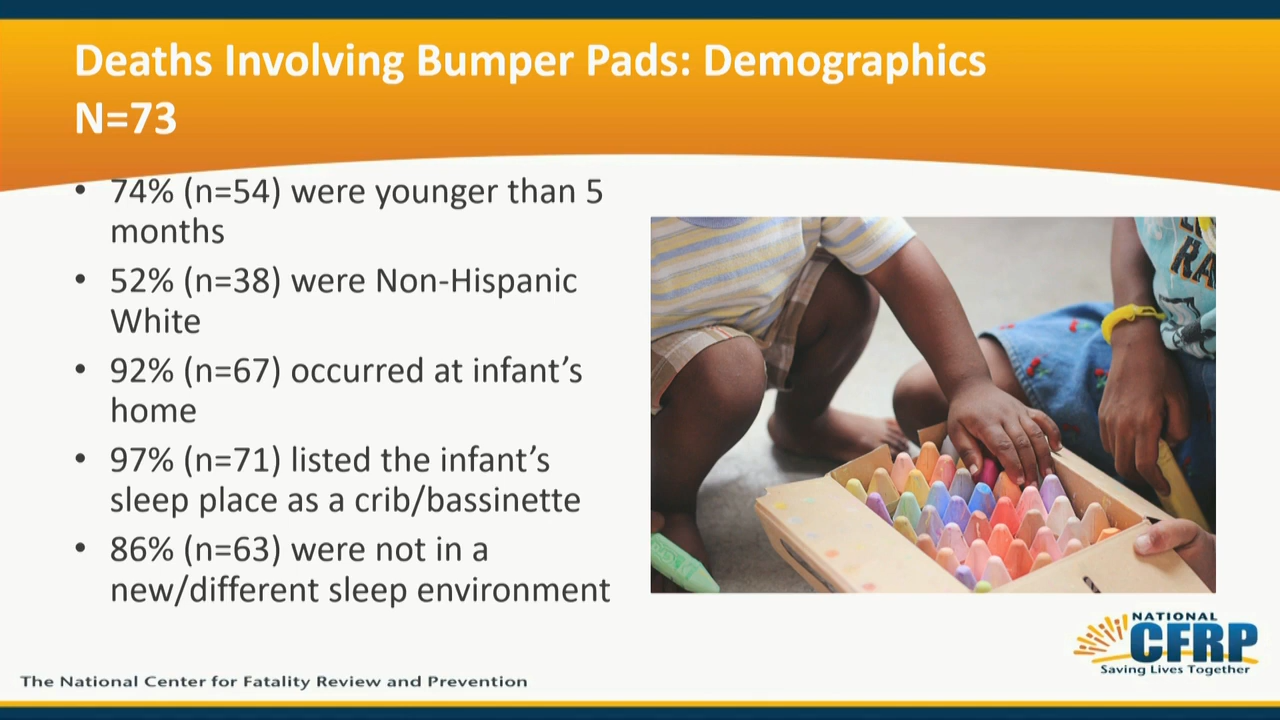 Deaths Involving Bumper Pads: Demographics
N=73
• 74% (n=54) were younger than 5
months
• 52% (n=38) were Non-Hispanic
White
• 92% (n=67) occurred at infant’s
home
• 97% (n=71) listed the infant’s
sleep place as a crib/bassinette
• 86% (n=63) were not in a
new/different sleep environment
NATIONAL
CFRP
Saving Lives Together
The National Center for Fatality Review and Prevention